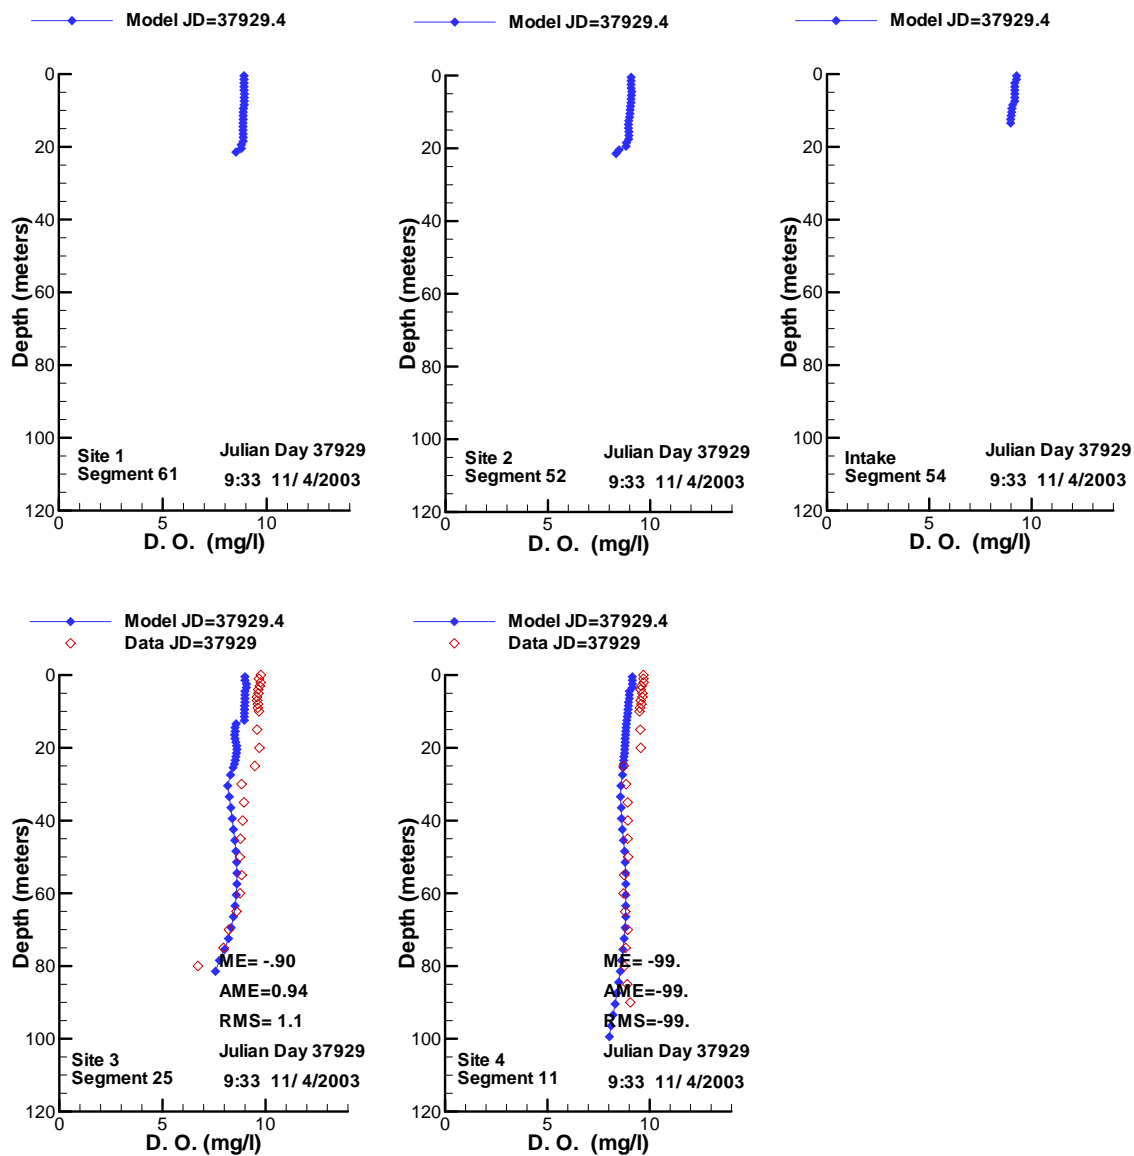 Model JD=37929.4
0
20
40
60
80
100
120
Depth (meters)
Site 1
Segment 61
Julian Day 37929
9:33 11/ 4/2003
0 5 10
D. O. (mg/l)
Model JD=37929.4
0
20
40
60
80
100
120
Depth (meters)
Site 2
Segment 52
Julian Day 37929
9:33 11/ 4/2003
0 5 10
D. O. (mg/l)
Model JD=37929.4
0
20
40
60
80
100
120
Depth (meters)
Intake
Segment 54
Julian Day 37929
9:33 11/ 4/2003
0 5 10
D. O. (mg/l)
Model JD=37929.4
Data JD=37929
0
20
40
60
80
100
120
Depth (meters)
ME= -.90
AME=0.94
RMS= 1.1
Site 3
Segment 25
Julian Day 37929
9:33 11/ 4/2003
0 5 10
D. O. (mg/l)
Model JD=37929.4
Data JD=37929
0
20
40
60
80
100
120
Depth (meters)
ME= -99.
AME=-99.
RMS=-99.
Site 4
Segment 11
Julian Day 37929
9:33 11/ 4/2003
0 5 10
D. O. (mg/l)